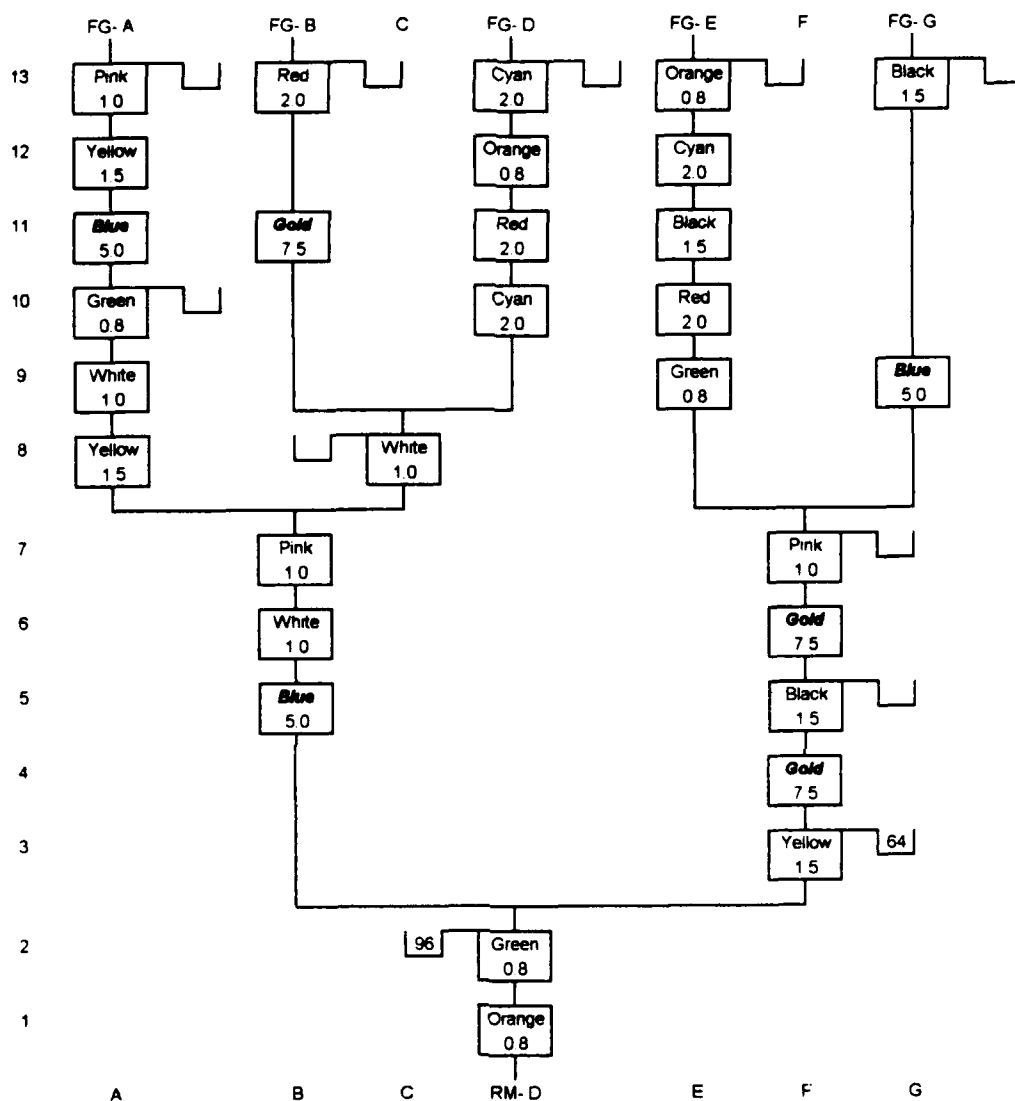 FG- A FG- B C FG- D FG- E F FG- G
13 Pink Red Cyan Orange Black
1 0 2 0 2.0 0 8 1 5
12 Yellow Orange Cyan
1.5 0 8 2.0
11 Blue Gold Red Black
5.0 7 5 2.0 1 5
10 Green Cyan Red
0.8 2.0 2 0
9 White Green Blue
1.0 0.8 5 0
8 Yellow White
1 5 1.0
7 Pink Pink
1 0 1 0
6 White Gold
1 0 7 5
5 Blue Black
5.0 1 5
4 Gold
7 5
3 Yellow 64
1 5
2 96 Green
0 8
1 Orange
0 8
A B C RM- D E F G